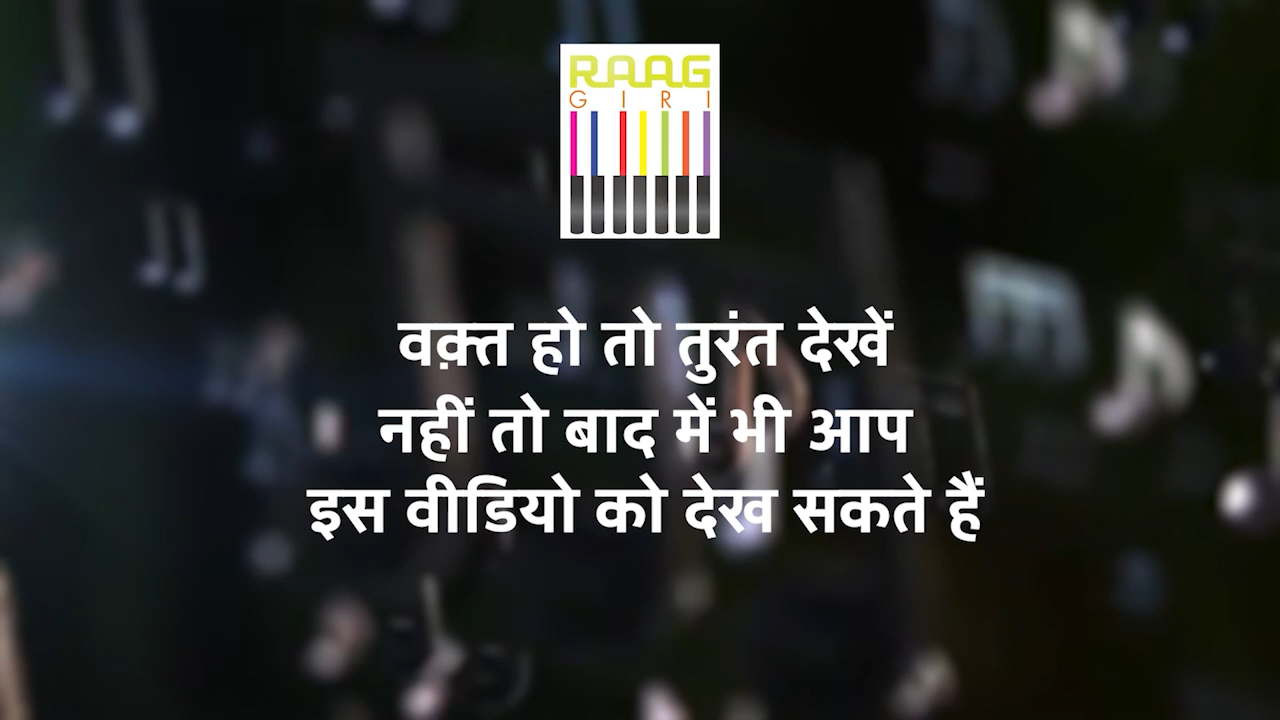 RAAG
GIRI
वक़्त हो तो तुरंत देखें
नहीं तो बाद में भी आप
इस वीडियो को देख सकते हैं